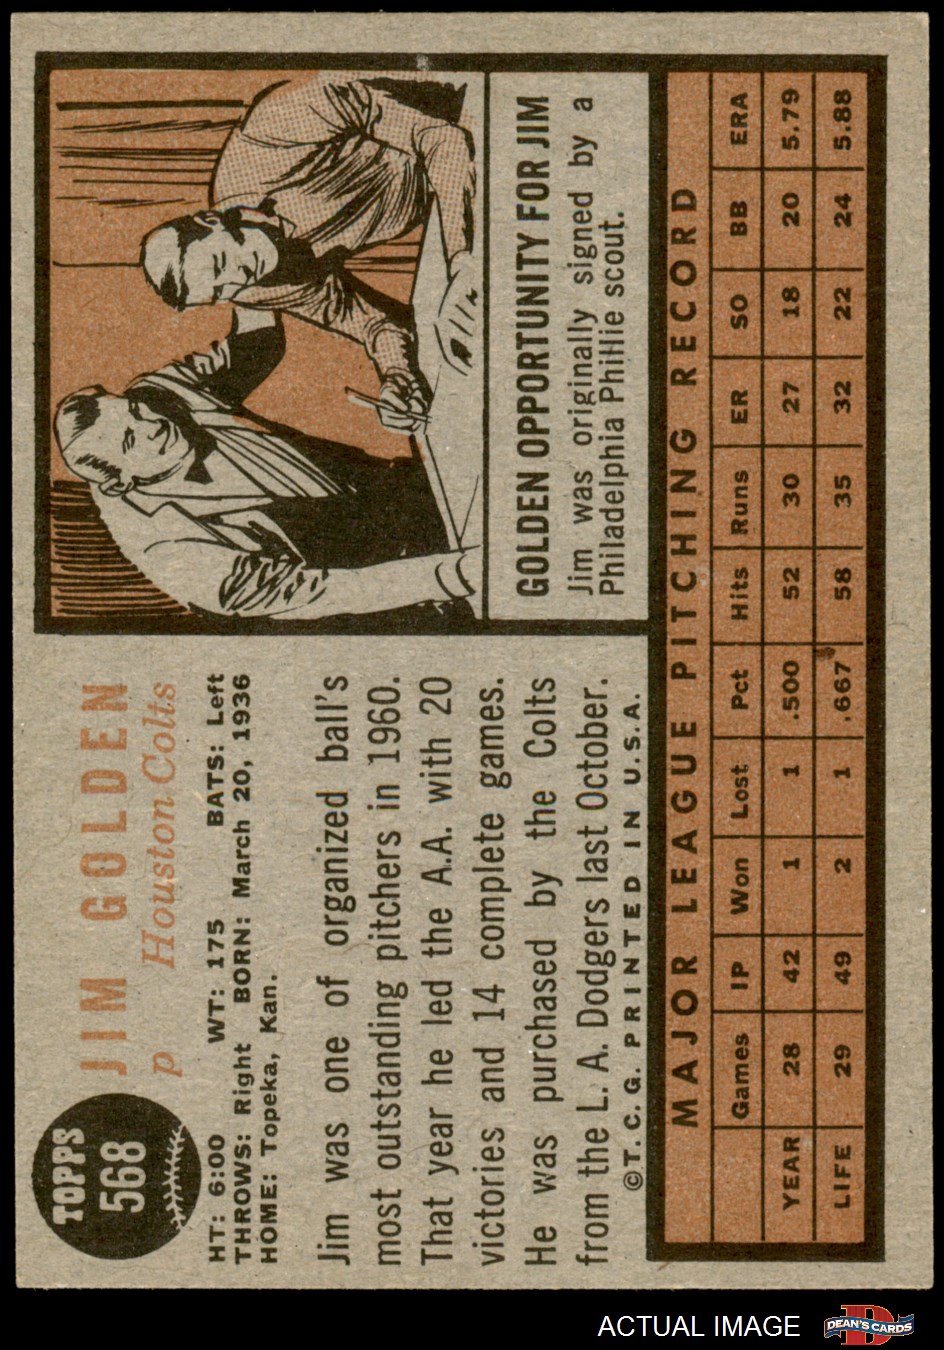 TOPPS
568
JIM GOLDEN
p Houston Colts
HT: 6:00 WT: 175 BATS: Left
THROWS: Right BORN: March 20, 1936
HOME: Topeka, Kan.
Jim was one of organized ball's
most outstanding pitchers in 1960.
That year he led the A.A. with 20
victories and 14 complete games.
He was purchased by the Colts
from the L. A. Dodgers last October.
©T. C. G. PRINTED IN U.S.A.
GOLDEN OPPORTUNITY FOR JIM
Jim was originally signed by a
Philadelphia Phillie scout.
MAJOR LEAGUE PITCHING RECORD
Games IP Won Lost Pct Hits Runs ER SO BB ERA
YEAR 28 42 1 1 .500 52 30 27 18 20 5.79
LIFE 29 49 2 1 .667 58 35 32 22 24 5.88
ACTUAL IMAGE
DEAN'S CARDS